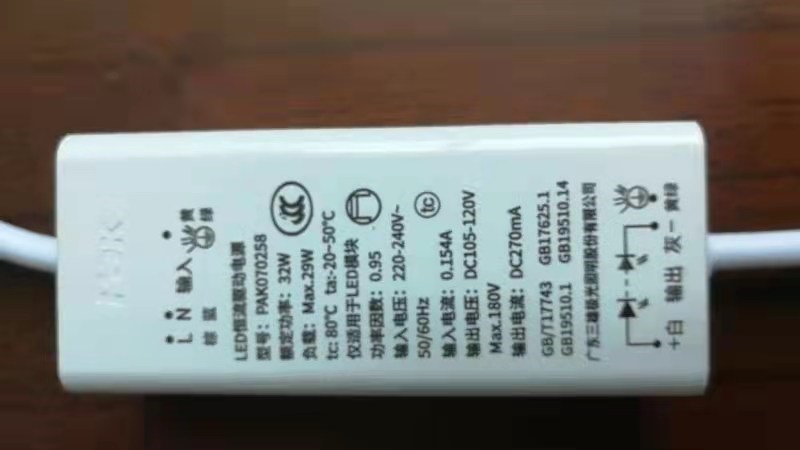 L N 输入
棕 蓝 黄绿
LED恒流驱动电源
型号：PAK070258
额定功率：32W
负载：Max.29W
tc：80℃ ta：-20~50℃
仅适用于LED模块
功率因数：0.95
输入电压：220-240V~
50/60Hz
tc
输入电流：0.154A
输出电压：DC105-120V
Max.180V
输出电流：DC270mA
GB/T17743 GB17625.1
GB19510.1 GB19510.14
广东三雄极光照明股份有限公司
+白 输出 灰− 黄绿